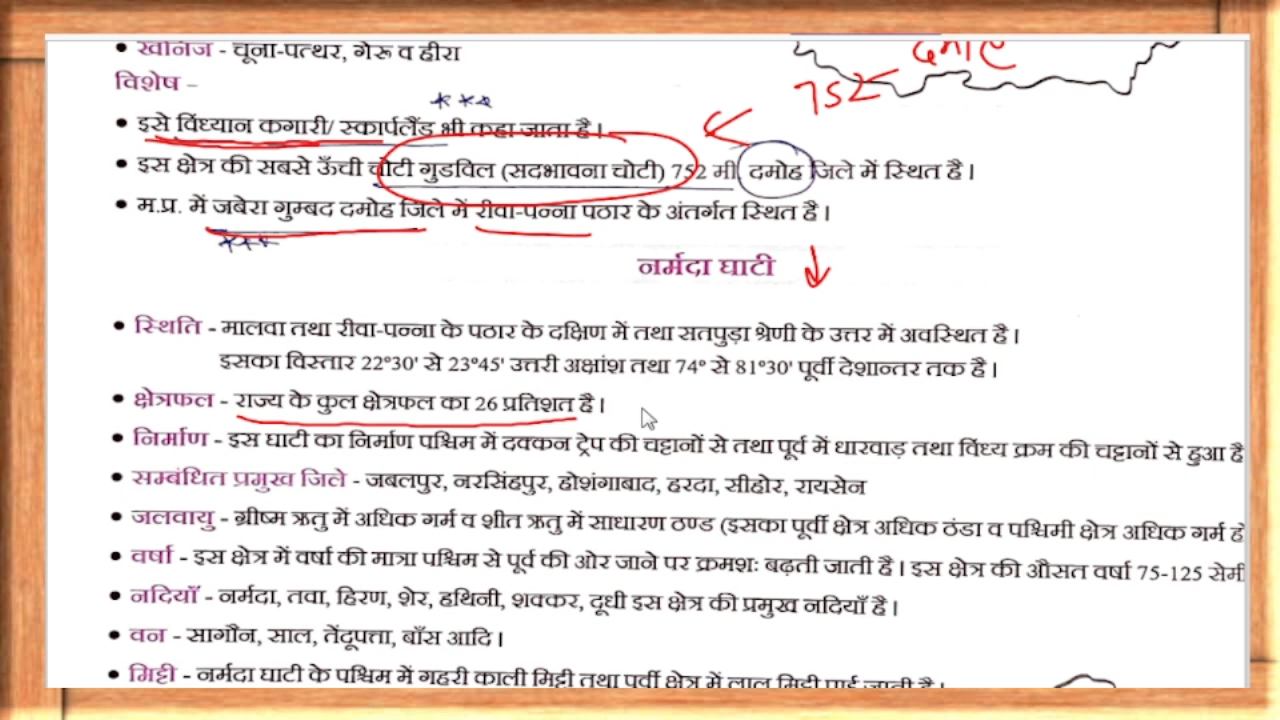 • खनिज - चूना-पत्थर, गेरू व हीरा
दमोह
752
विशेष -
• इसे विंध्यान कगारी/ स्कार्पलैंड भी कहा जाता है।
• इस क्षेत्र की सबसे ऊँची चोटी गुडविल (सदभावना चोटी) 752 मी दमोह जिले में स्थित है।
• म.प्र. में जबेरा गुम्बद दमोह जिले में रीवा-पन्ना पठार के अंतर्गत स्थित है।
नर्मदा घाटी
• स्थिति - मालवा तथा रीवा-पन्ना के पठार के दक्षिण में तथा सतपुड़ा श्रेणी के उत्तर में अवस्थित है।
इसका विस्तार 22°30' से 23°45' उत्तरी अक्षांश तथा 74° से 81°30' पूर्वी देशान्तर तक है।
• क्षेत्रफल - राज्य के कुल क्षेत्रफल का 26 प्रतिशत है।
• निर्माण - इस घाटी का निर्माण पश्चिम में दक्कन ट्रेप की चट्टानों से तथा पूर्व में धारवाड़ तथा विंध्य क्रम की चट्टानों से हुआ है
• सम्बंधित प्रमुख जिले - जबलपुर, नरसिंहपुर, होशंगाबाद, हरदा, सीहोर, रायसेन
• जलवायु - ग्रीष्म ऋतु में अधिक गर्म व शीत ऋतु में साधारण ठण्ड (इसका पूर्वी क्षेत्र अधिक ठंडा व पश्चिमी क्षेत्र अधिक गर्म हो
• वर्षा - इस क्षेत्र में वर्षा की मात्रा पश्चिम से पूर्व की ओर जाने पर क्रमशः बढ़ती जाती है। इस क्षेत्र की औसत वर्षा 75-125 सेमी
• नदियाँ - नर्मदा, तवा, हिरण, शेर, हथिनी, शक्कर, दूधी इस क्षेत्र की प्रमुख नदियाँ है।
• वन - सागौन, साल, तेंदूपत्ता, बाँस आदि।
• मिट्टी - नर्मदा घाटी के पश्चिम में गहरी काली मिट्टी तथा पूर्वी क्षेत्र में लाल मिट्टी पाई जाती है।